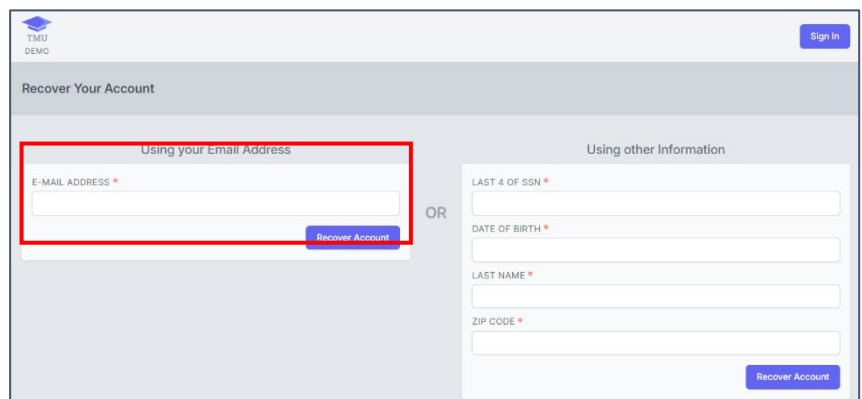 TMU
DEMO
Sign In
Recover Your Account
Using your Email Address
E-MAIL ADDRESS *
Recover Account
OR
Using other Information
LAST 4 OF SSN *
DATE OF BIRTH *
LAST NAME *
ZIP CODE *
Recover Account